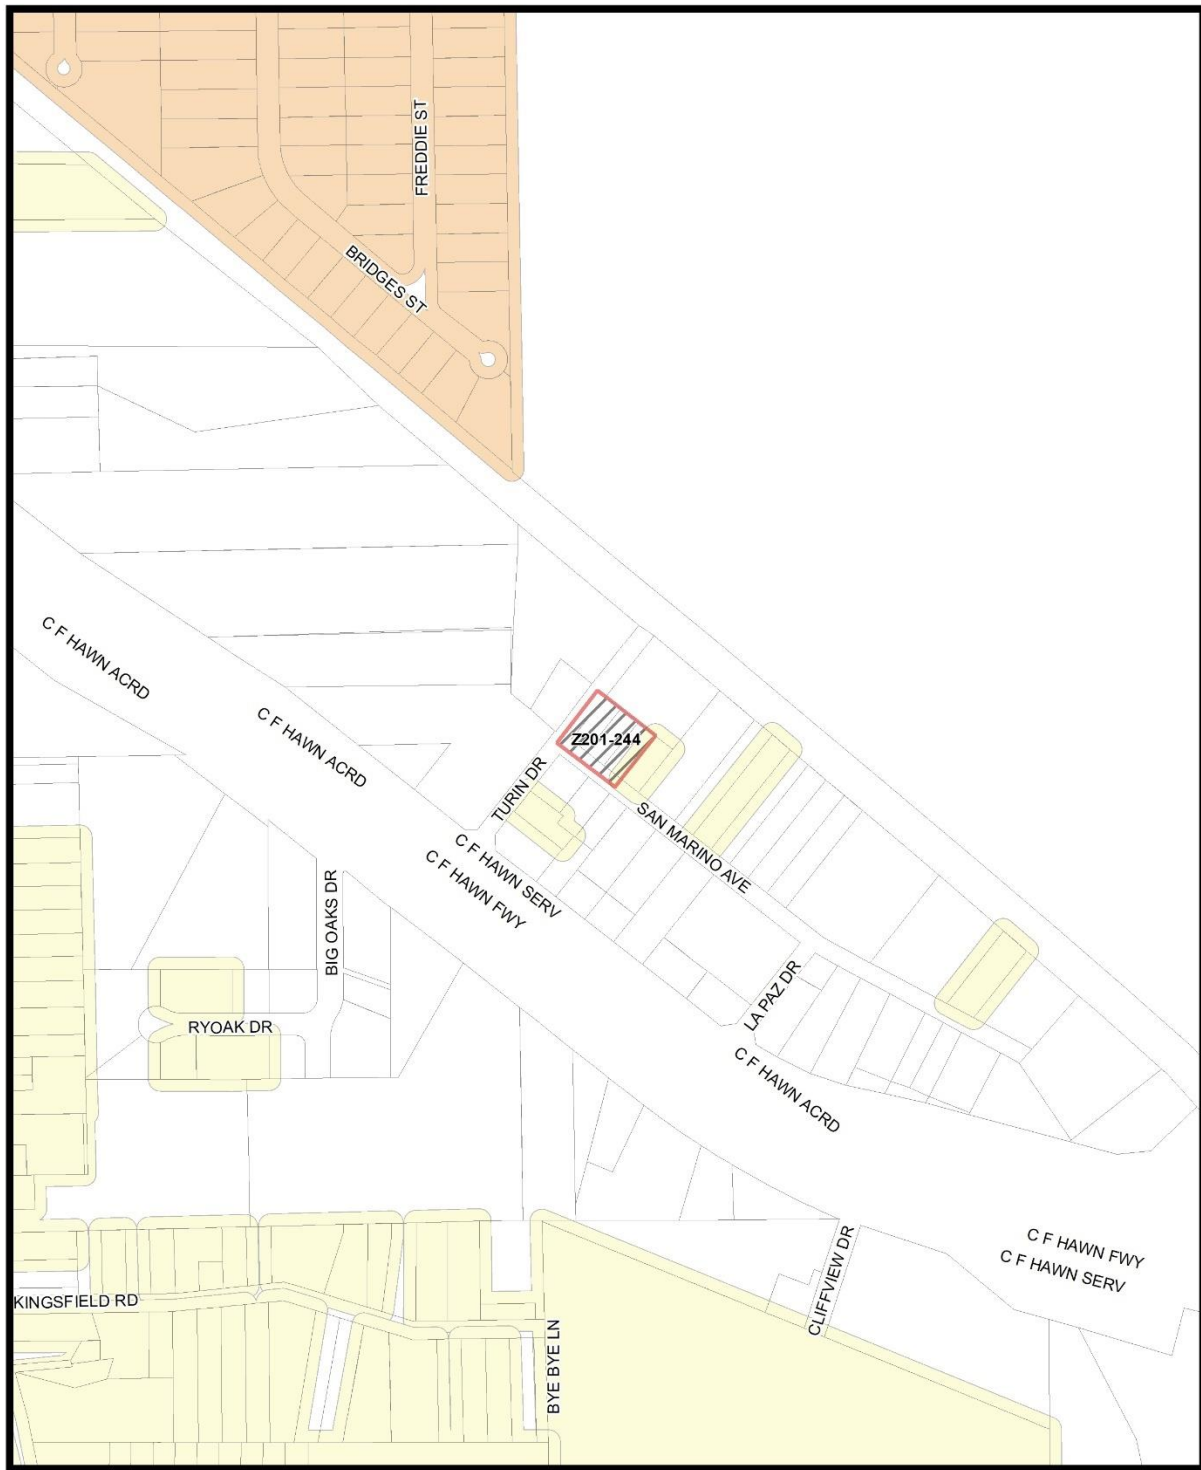 FREDDIE ST
BRIDGES ST
C F HAWN ACRD
C F HAWN ACRD
Z201-244
TURIN DR
SAN MARINO AVE
C F HAWN SERV
C F HAWN FWY
BIG OAKS DR
LA PAZ DR
RYOAK DR
C F HAWN ACRD
C F HAWN FWY
C F HAWN SERV
CLIFFVIEW DR
KINGSFIELD RD
BYE BYE LN